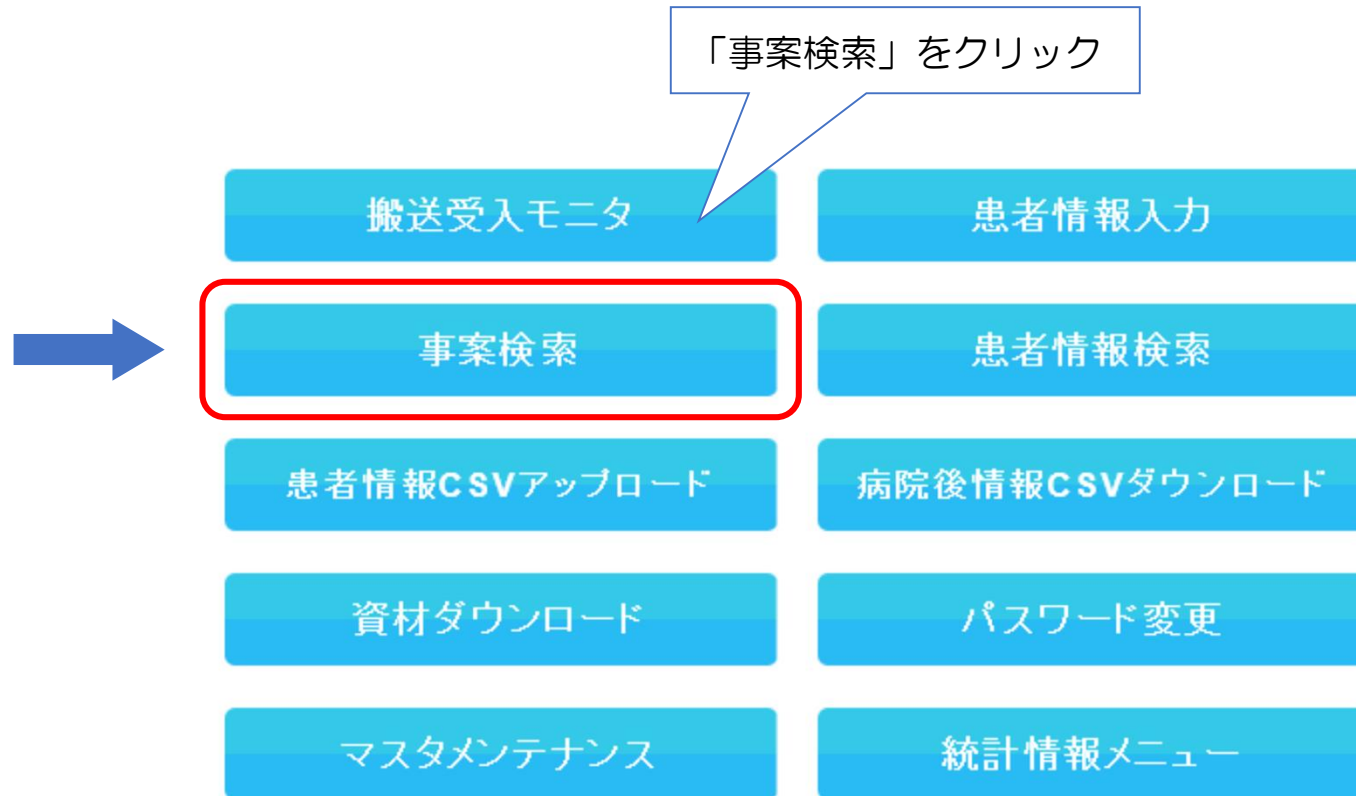 「事案検索」をクリック
搬送受入モニタ
患者情報入力
事案検索
患者情報検索
患者情報CSVアップロード
病院後情報CSVダウンロード
資材ダウンロード
パスワード変更
マスタメンテナンス
統計情報メニュー